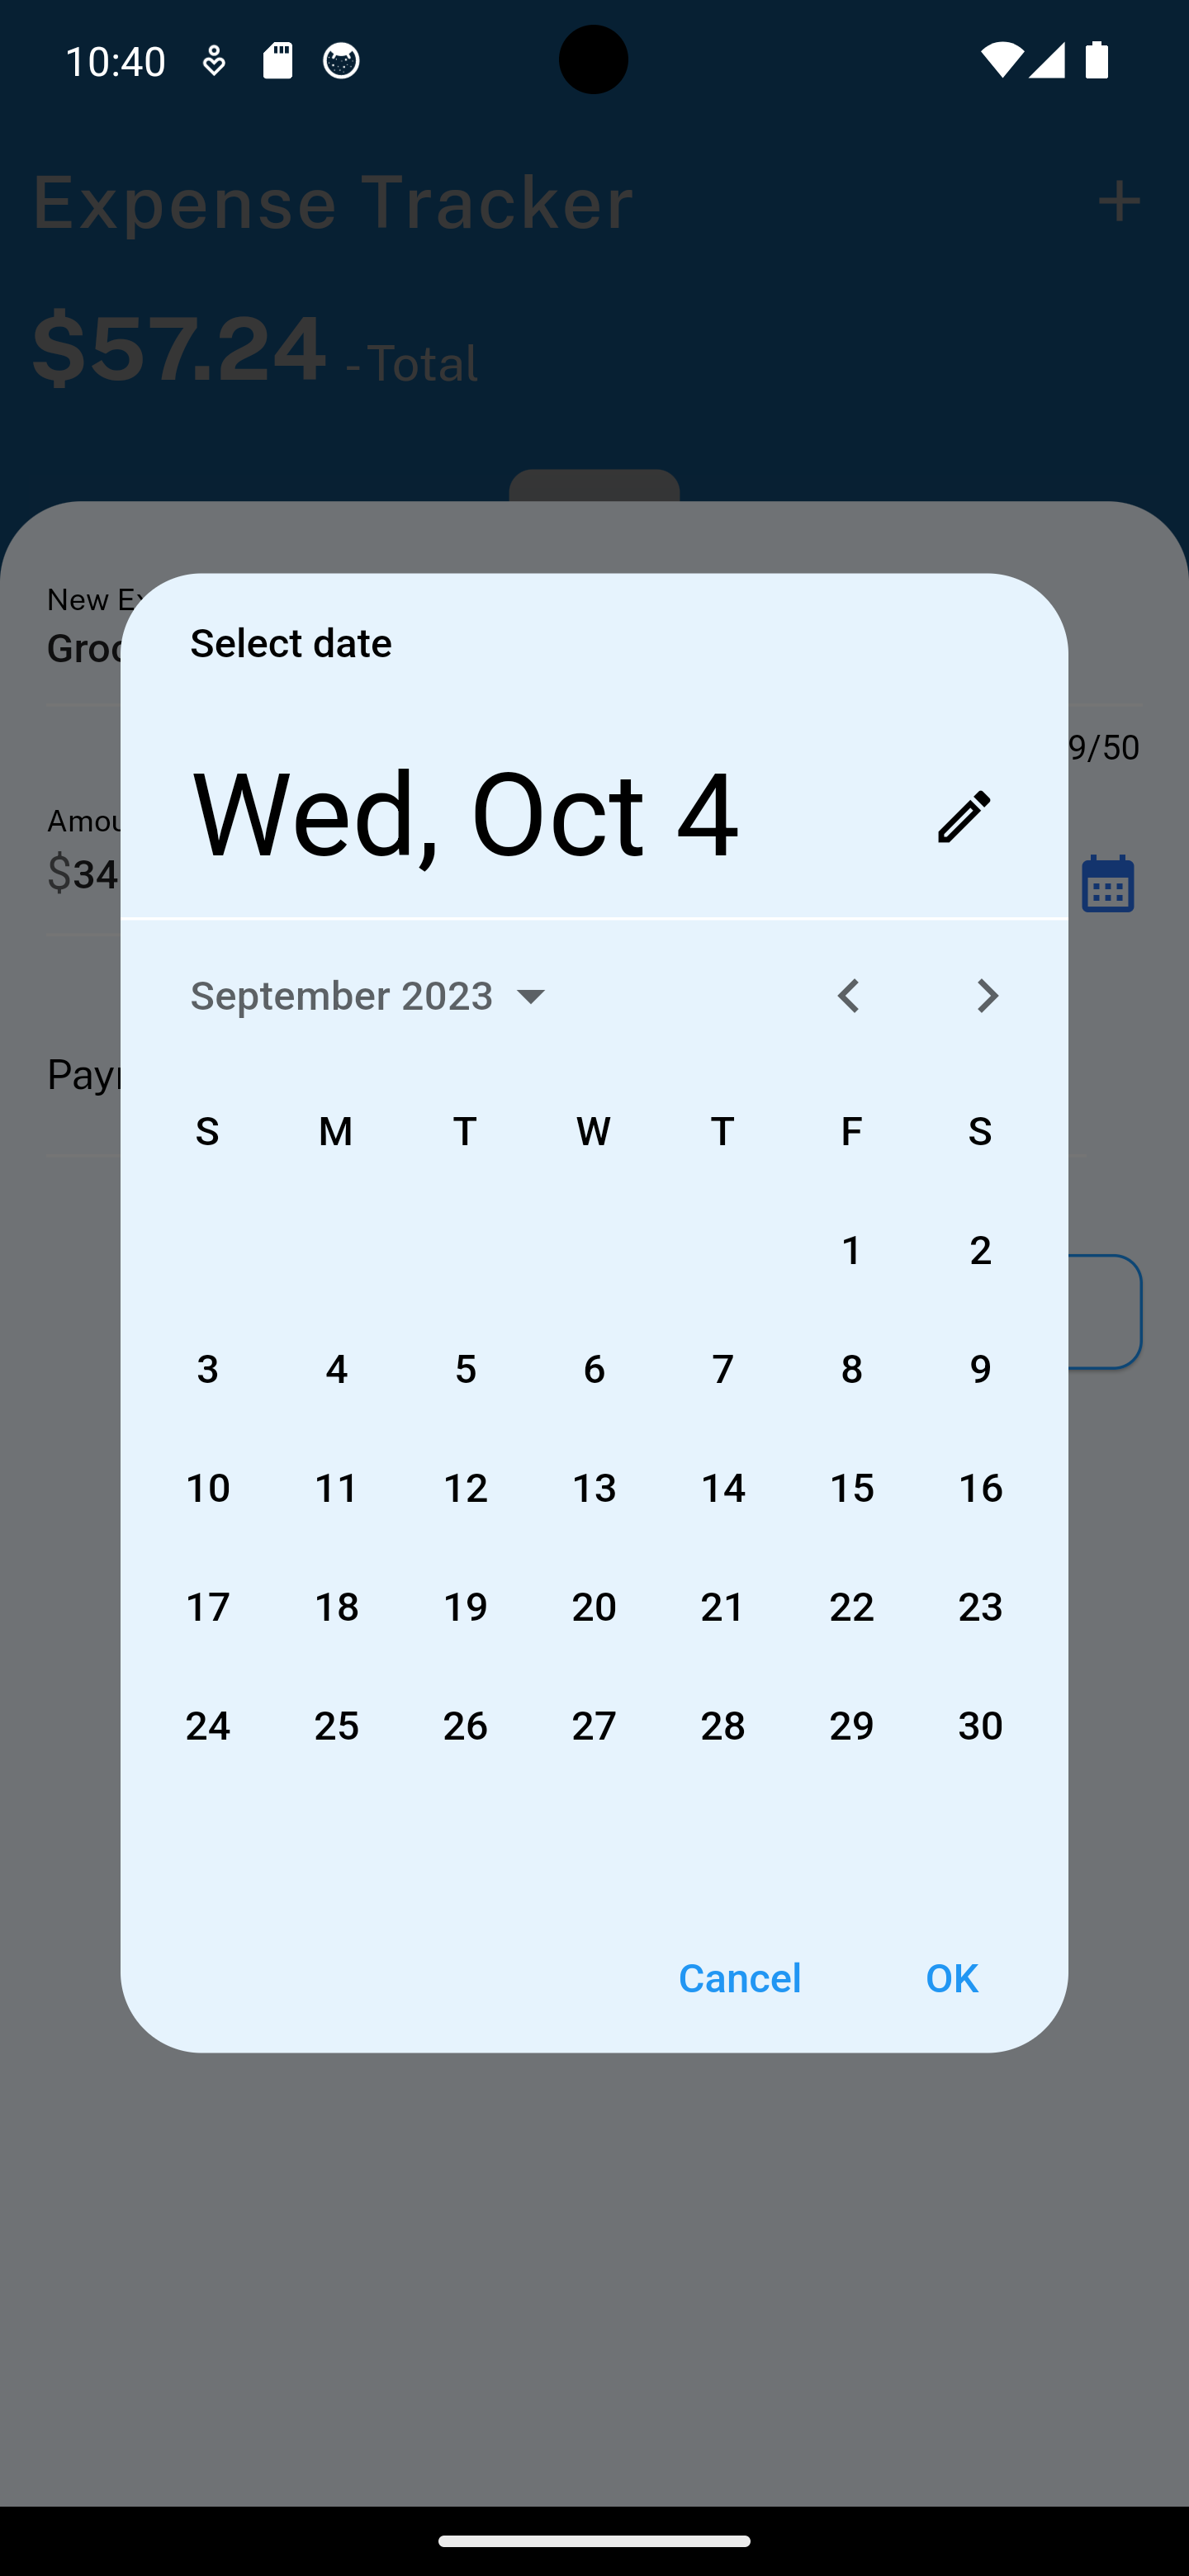 10:40
Expense Tracker
$57.24 - Total
New Ex
Groc
9/50
Amou
$34
Select date
Wed, Oct 4
September 2023
S M T W T F S
1 2
3 4 5 6 7 8 9
10 11 12 13 14 15 16
17 18 19 20 21 22 23
24 25 26 27 28 29 30
Cancel OK